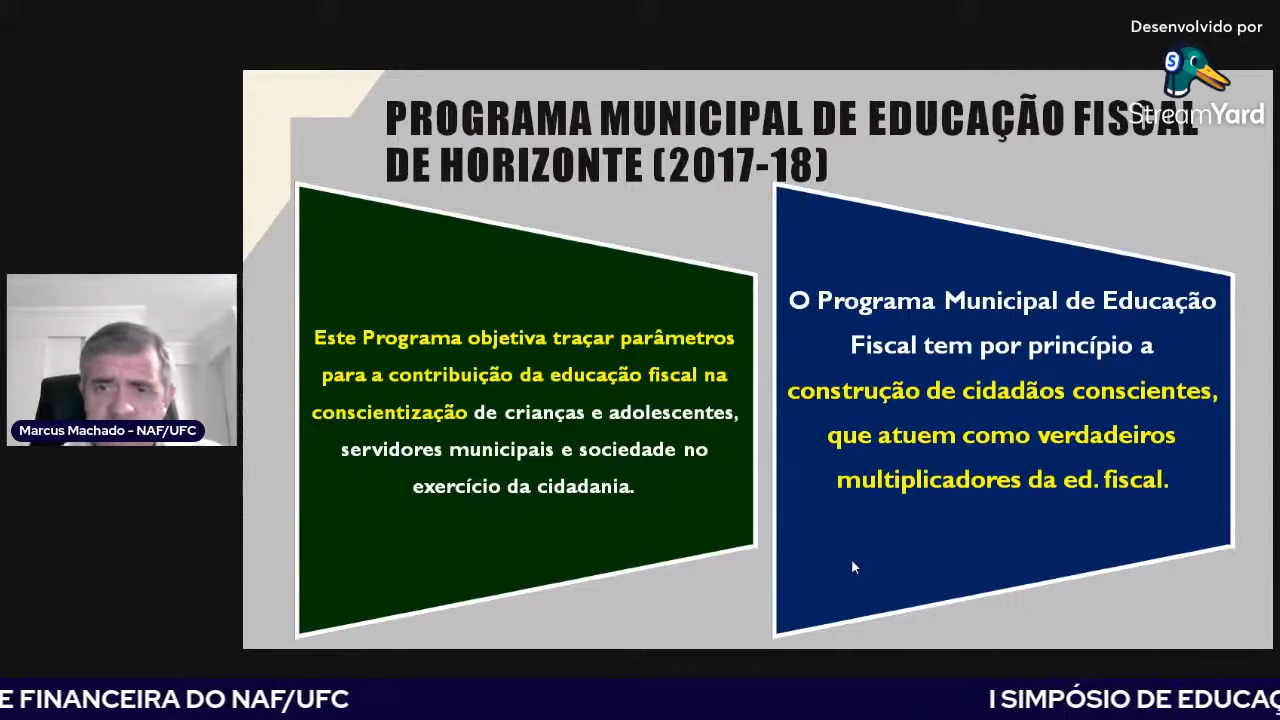 Desenvolvido por
StreamYard
PROGRAMA MUNICIPAL DE EDUCAÇÃO FISCAL
DE HORIZONTE (2017-18)
Este Programa objetiva traçar parâmetros
para a contribuição da educação fiscal na
conscientização de crianças e adolescentes,
servidores municipais e sociedade no
exercício da cidadania.
O Programa Municipal de Educação
Fiscal tem por princípio a
construção de cidadãos conscientes,
que atuem como verdadeiros
multiplicadores da ed. fiscal.
Marcus Machado - NAF/UFC
E FINANCEIRA DO NAF/UFC
I SIMPÓSIO DE EDUCAÇ